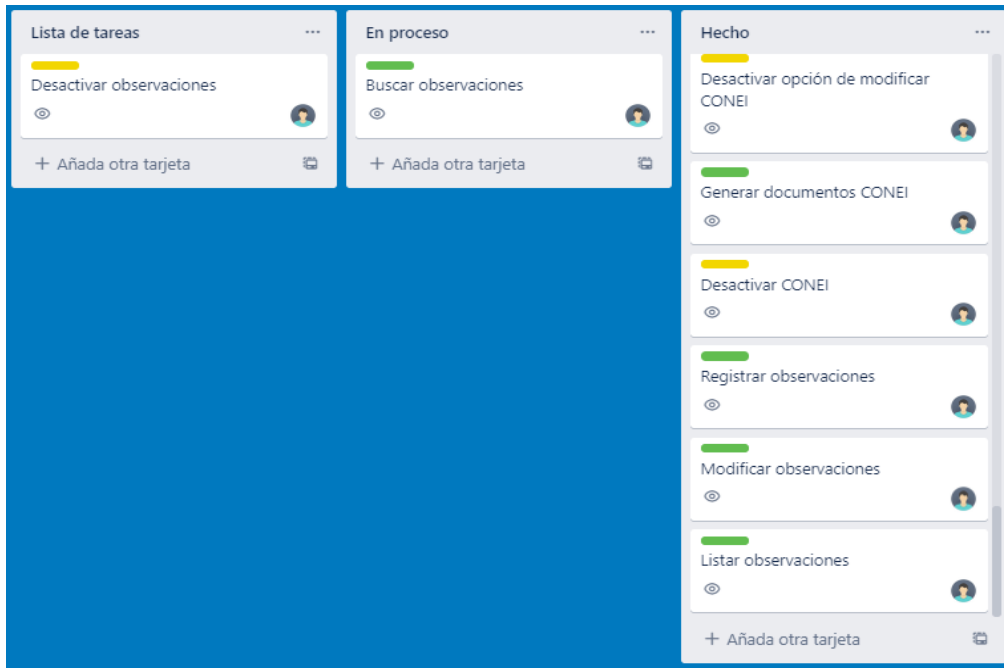 Lista de tareas
Desactivar observaciones
+ Añada otra tarjeta
En proceso
Buscar observaciones
+ Añada otra tarjeta
Hecho
Desactivar opción de modificar
CONEI
Generar documentos CONEI
Desactivar CONEI
Registrar observaciones
Modificar observaciones
Listar observaciones
+ Añada otra tarjeta